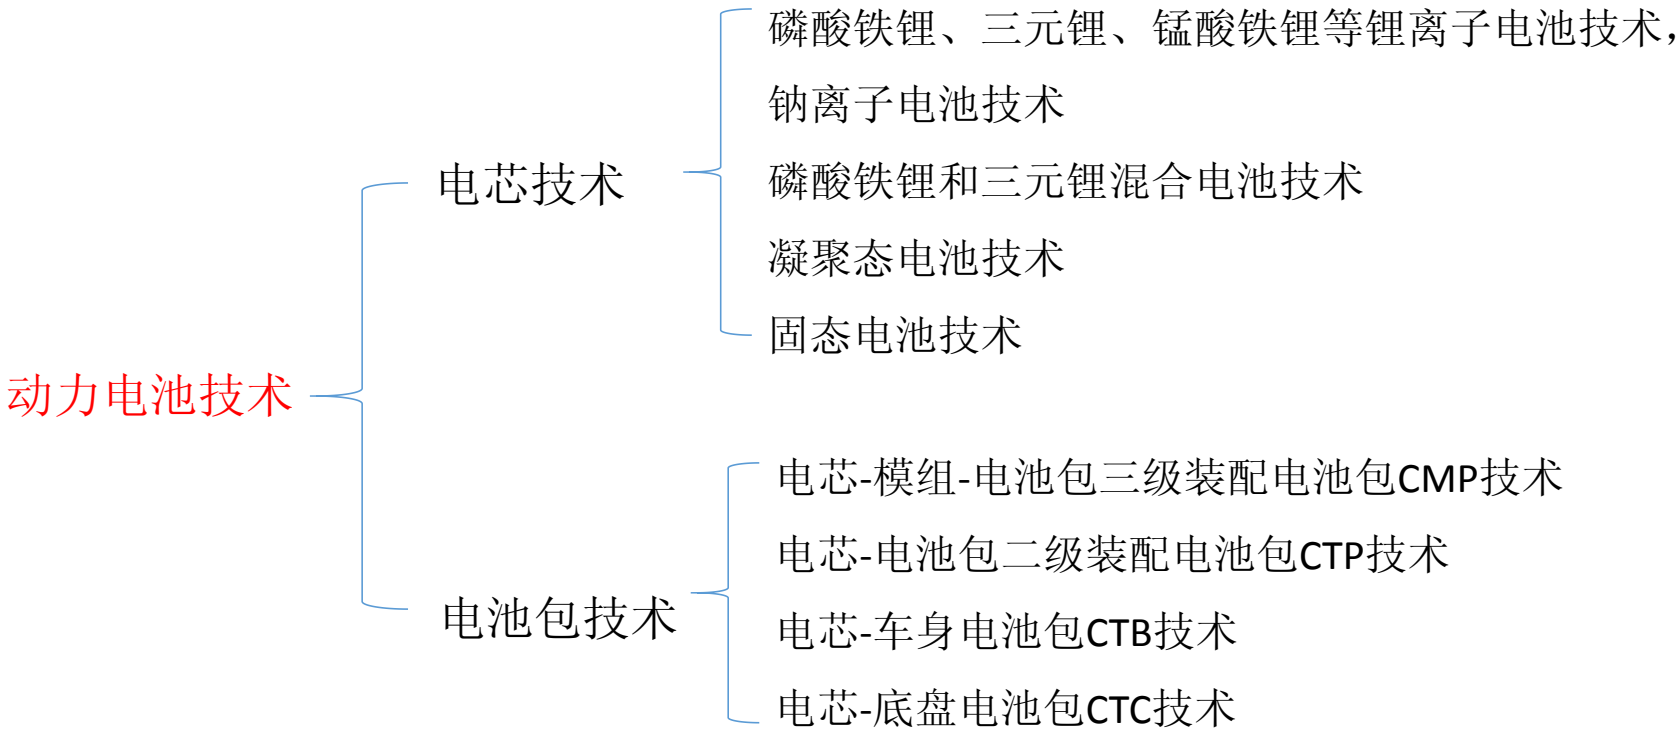 动力电池技术
电芯技术
磷酸铁锂、三元锂、锰酸铁锂等锂离子电池技术，
钠离子电池技术
磷酸铁锂和三元锂混合电池技术
凝聚态电池技术
固态电池技术
电池包技术
电芯-模组-电池包三级装配电池包CMP技术
电芯-电池包二级装配电池包CTP技术
电芯-车身电池包CTB技术
电芯-底盘电池包CTC技术